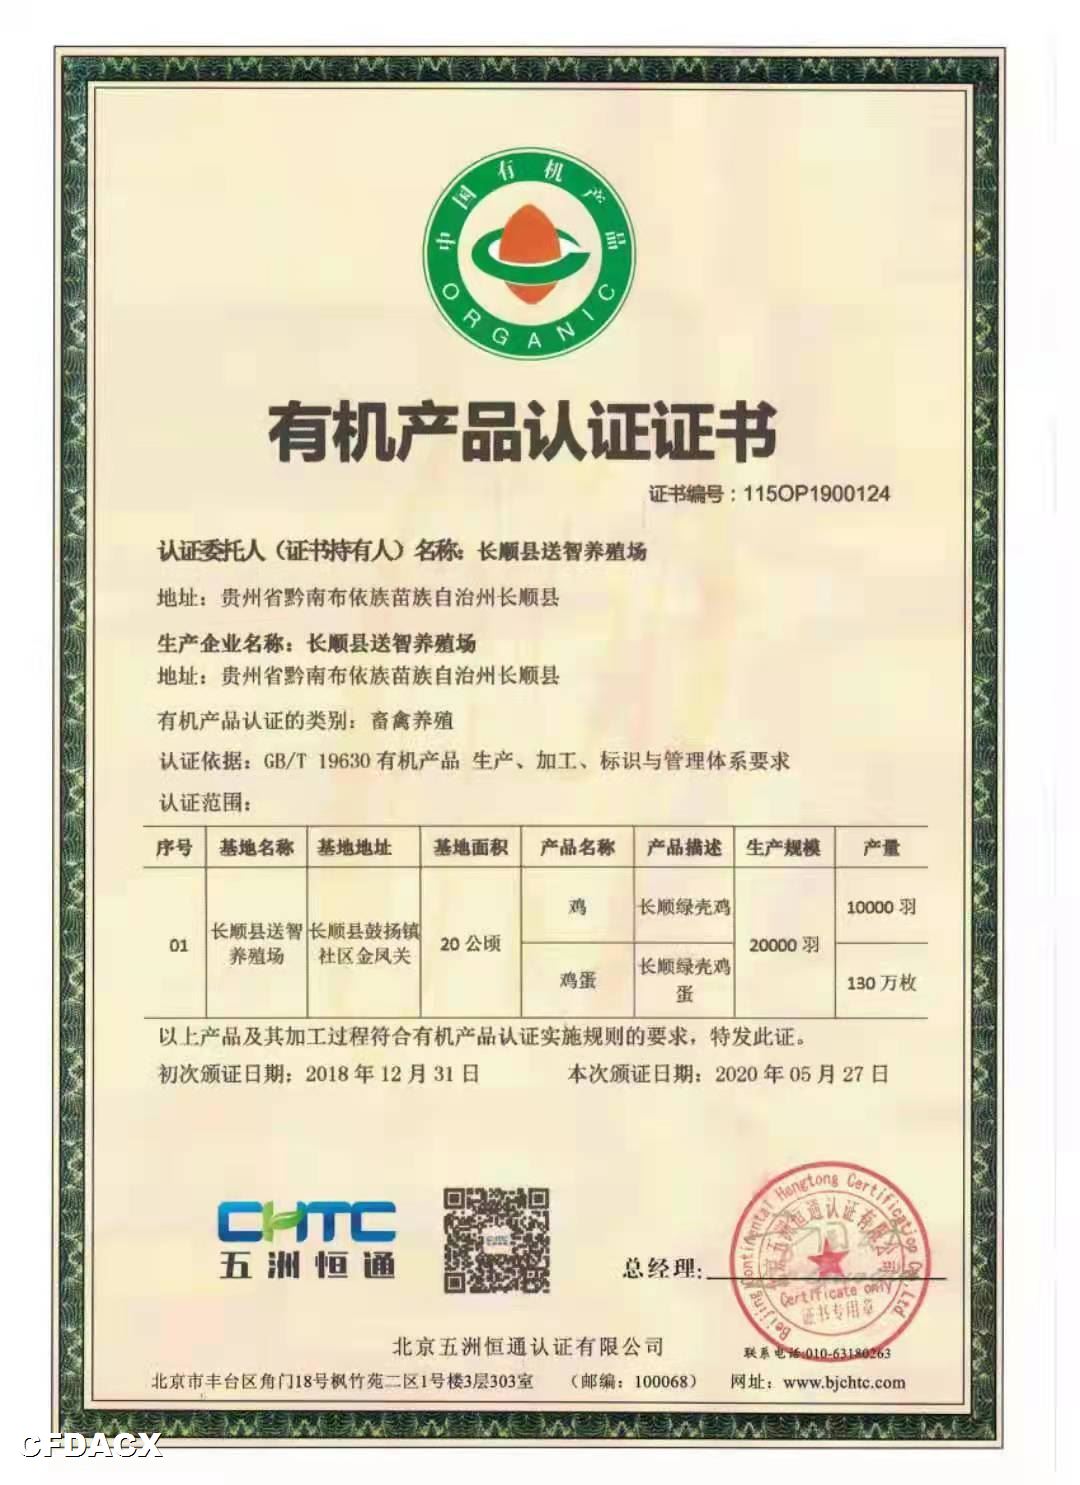 中国有机产品
ORGANIC
有机产品认证证书
证书编号：115OP1900124
认证委托人（证书持有人）名称：长顺县送智养殖场
地址：贵州省黔南布依族苗族自治州长顺县
生产企业名称：长顺县送智养殖场
地址：贵州省黔南布依族苗族自治州长顺县
有机产品认证的类别：畜禽养殖
认证依据：GB/T 19630 有机产品 生产、加工、标识与管理体系要求
认证范围：
序号 基地名称 基地地址 基地面积 产品名称 产品描述 生产规模 产量
01 长顺县送智养殖场 长顺县鼓扬镇社区金凤关 20 公顷 鸡 长顺绿壳鸡 20000 羽 10000 羽
鸡蛋 长顺绿壳鸡蛋 130 万枚
以上产品及其加工过程符合有机产品认证实施规则的要求，特发此证。
初次颁证日期：2018 年 12 月 31 日 本次颁证日期：2020 年 05 月 27 日
CHTC
五洲恒通
总经理：
Beijing Continental Hengtong Certification Co., Ltd
北京五洲恒通认证有限公司
Certificate only
证书专用章
北京五洲恒通认证有限公司
联系电话:010-63180263
北京市丰台区角门18号枫竹苑二区1号楼3层303室 （邮编：100068） 网址：www.bjchtc.com
CFDACX